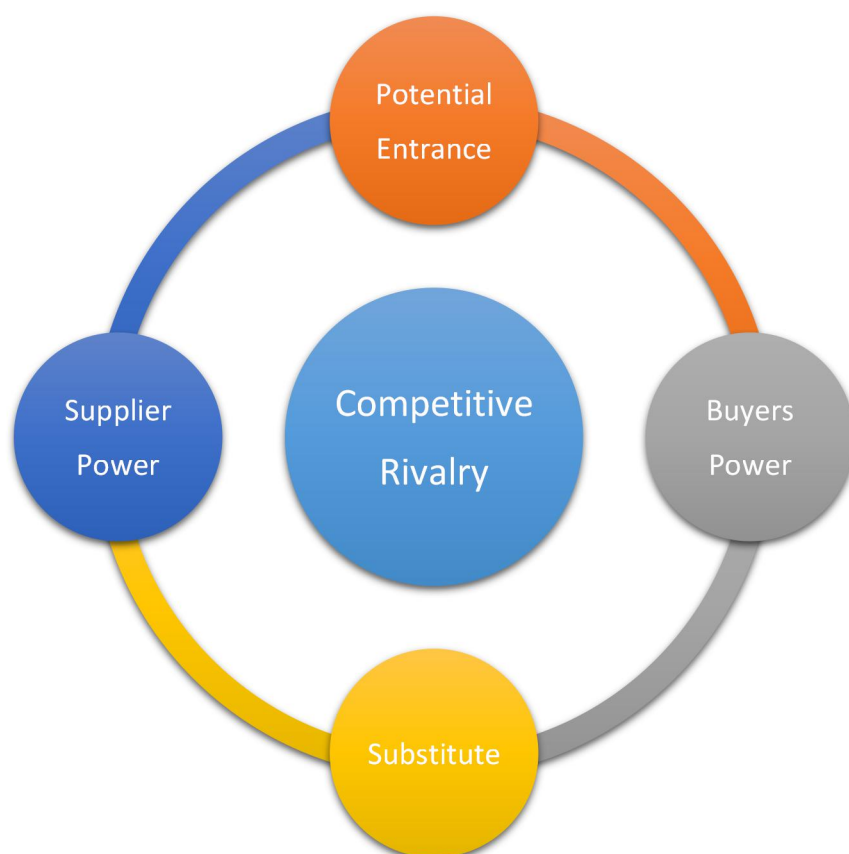 Potential
Entrance
Supplier
Power
Competitive
Rivalry
Buyers
Power
Substitute